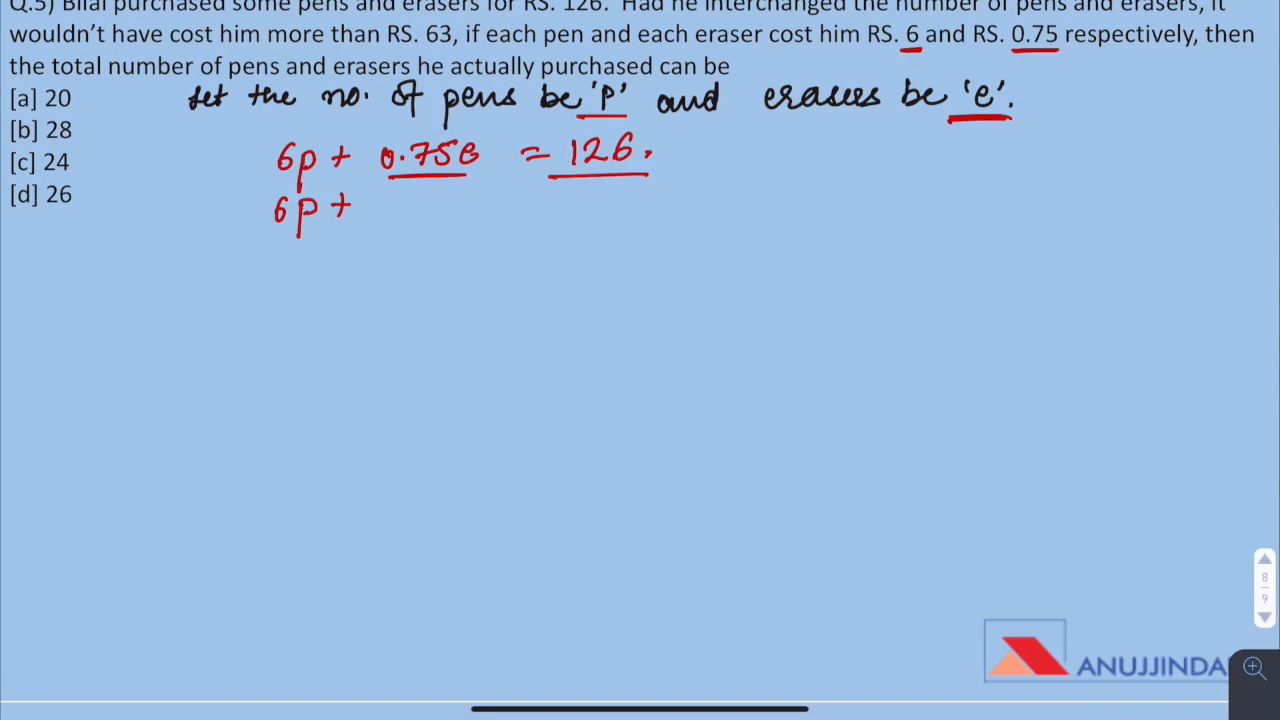 Q.5) Bilal purchased some pens and erasers for RS. 126. Had he interchanged the number of pens and erasers, it
wouldn't have cost him more than RS. 63, if each pen and each eraser cost him RS. 6 and RS. 0.75 respectively, then
the total number of pens and erasers he actually purchased can be
[a] 20
let the no. of pens be 'p' and erasers be 'e'.
[b] 28
6p + 0.75e = 126.
[c] 24
[d] 26
6p +
8
9
ANUJJINDA